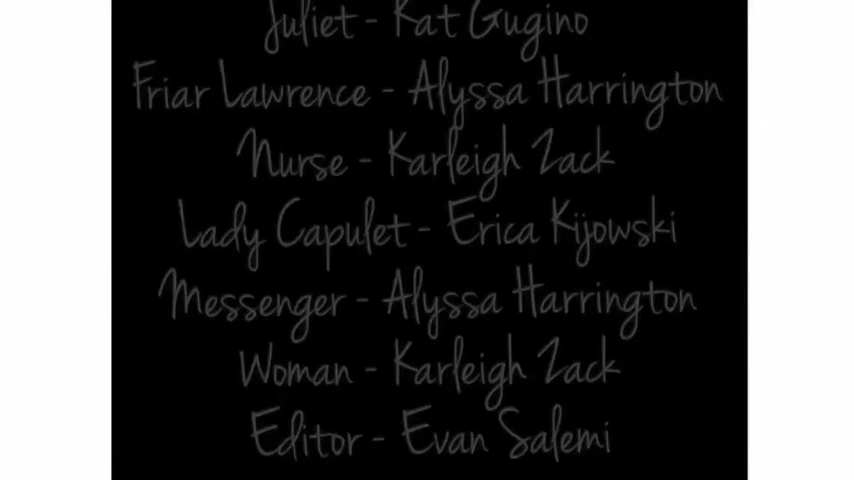 Juliet - Kat Gugino
Friar Lawrence - Alyssa Harrington
Nurse - Karleigh Zack
Lady Capulet - Erica Kijowski
Messenger - Alyssa Harrington
Woman - Karleigh Zack
Editor - Evan Salemi